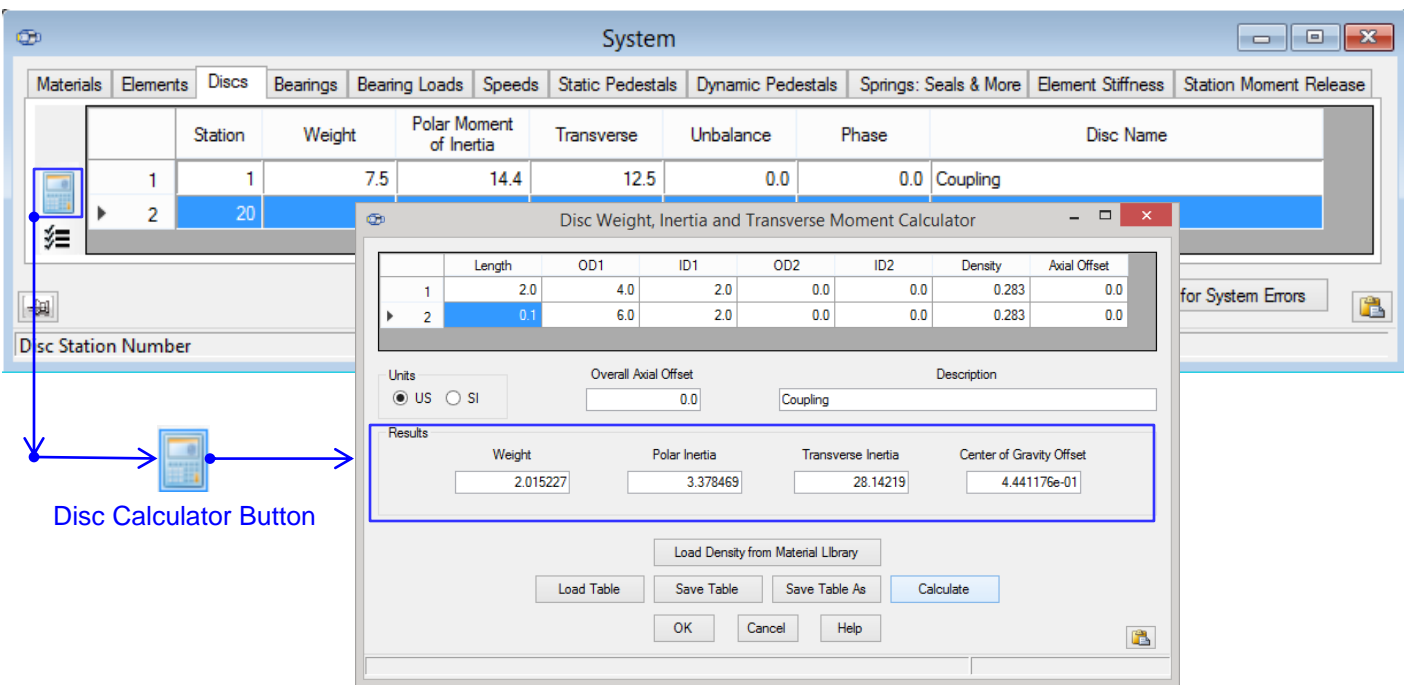 System
Materials Elements Discs Bearings Bearing Loads Speeds Static Pedestals Dynamic Pedestals Springs: Seals & More Element Stiffness Station Moment Release
Station Weight Polar Moment of Inertia Transverse Unbalance Phase Disc Name
1 1 7.5 14.4 12.5 0.0 0.0 Coupling
2 20
for System Errors
Disc Station Number
Disc Weight, Inertia and Transverse Moment Calculator
Length OD1 ID1 OD2 ID2 Density Axial Offset
1 2.0 4.0 2.0 0.0 0.0 0.283 0.0
2 0.1 6.0 2.0 0.0 0.0 0.283 0.0
Units Overall Axial Offset Description
US SI 0.0 Coupling
Results
Weight Polar Inertia Transverse Inertia Center of Gravity Offset
2.015227 3.378469 28.14219 4.441176e-01
Load Density from Material LIbrary
Load Table Save Table Save Table As Calculate
OK Cancel Help
Disc Calculator Button